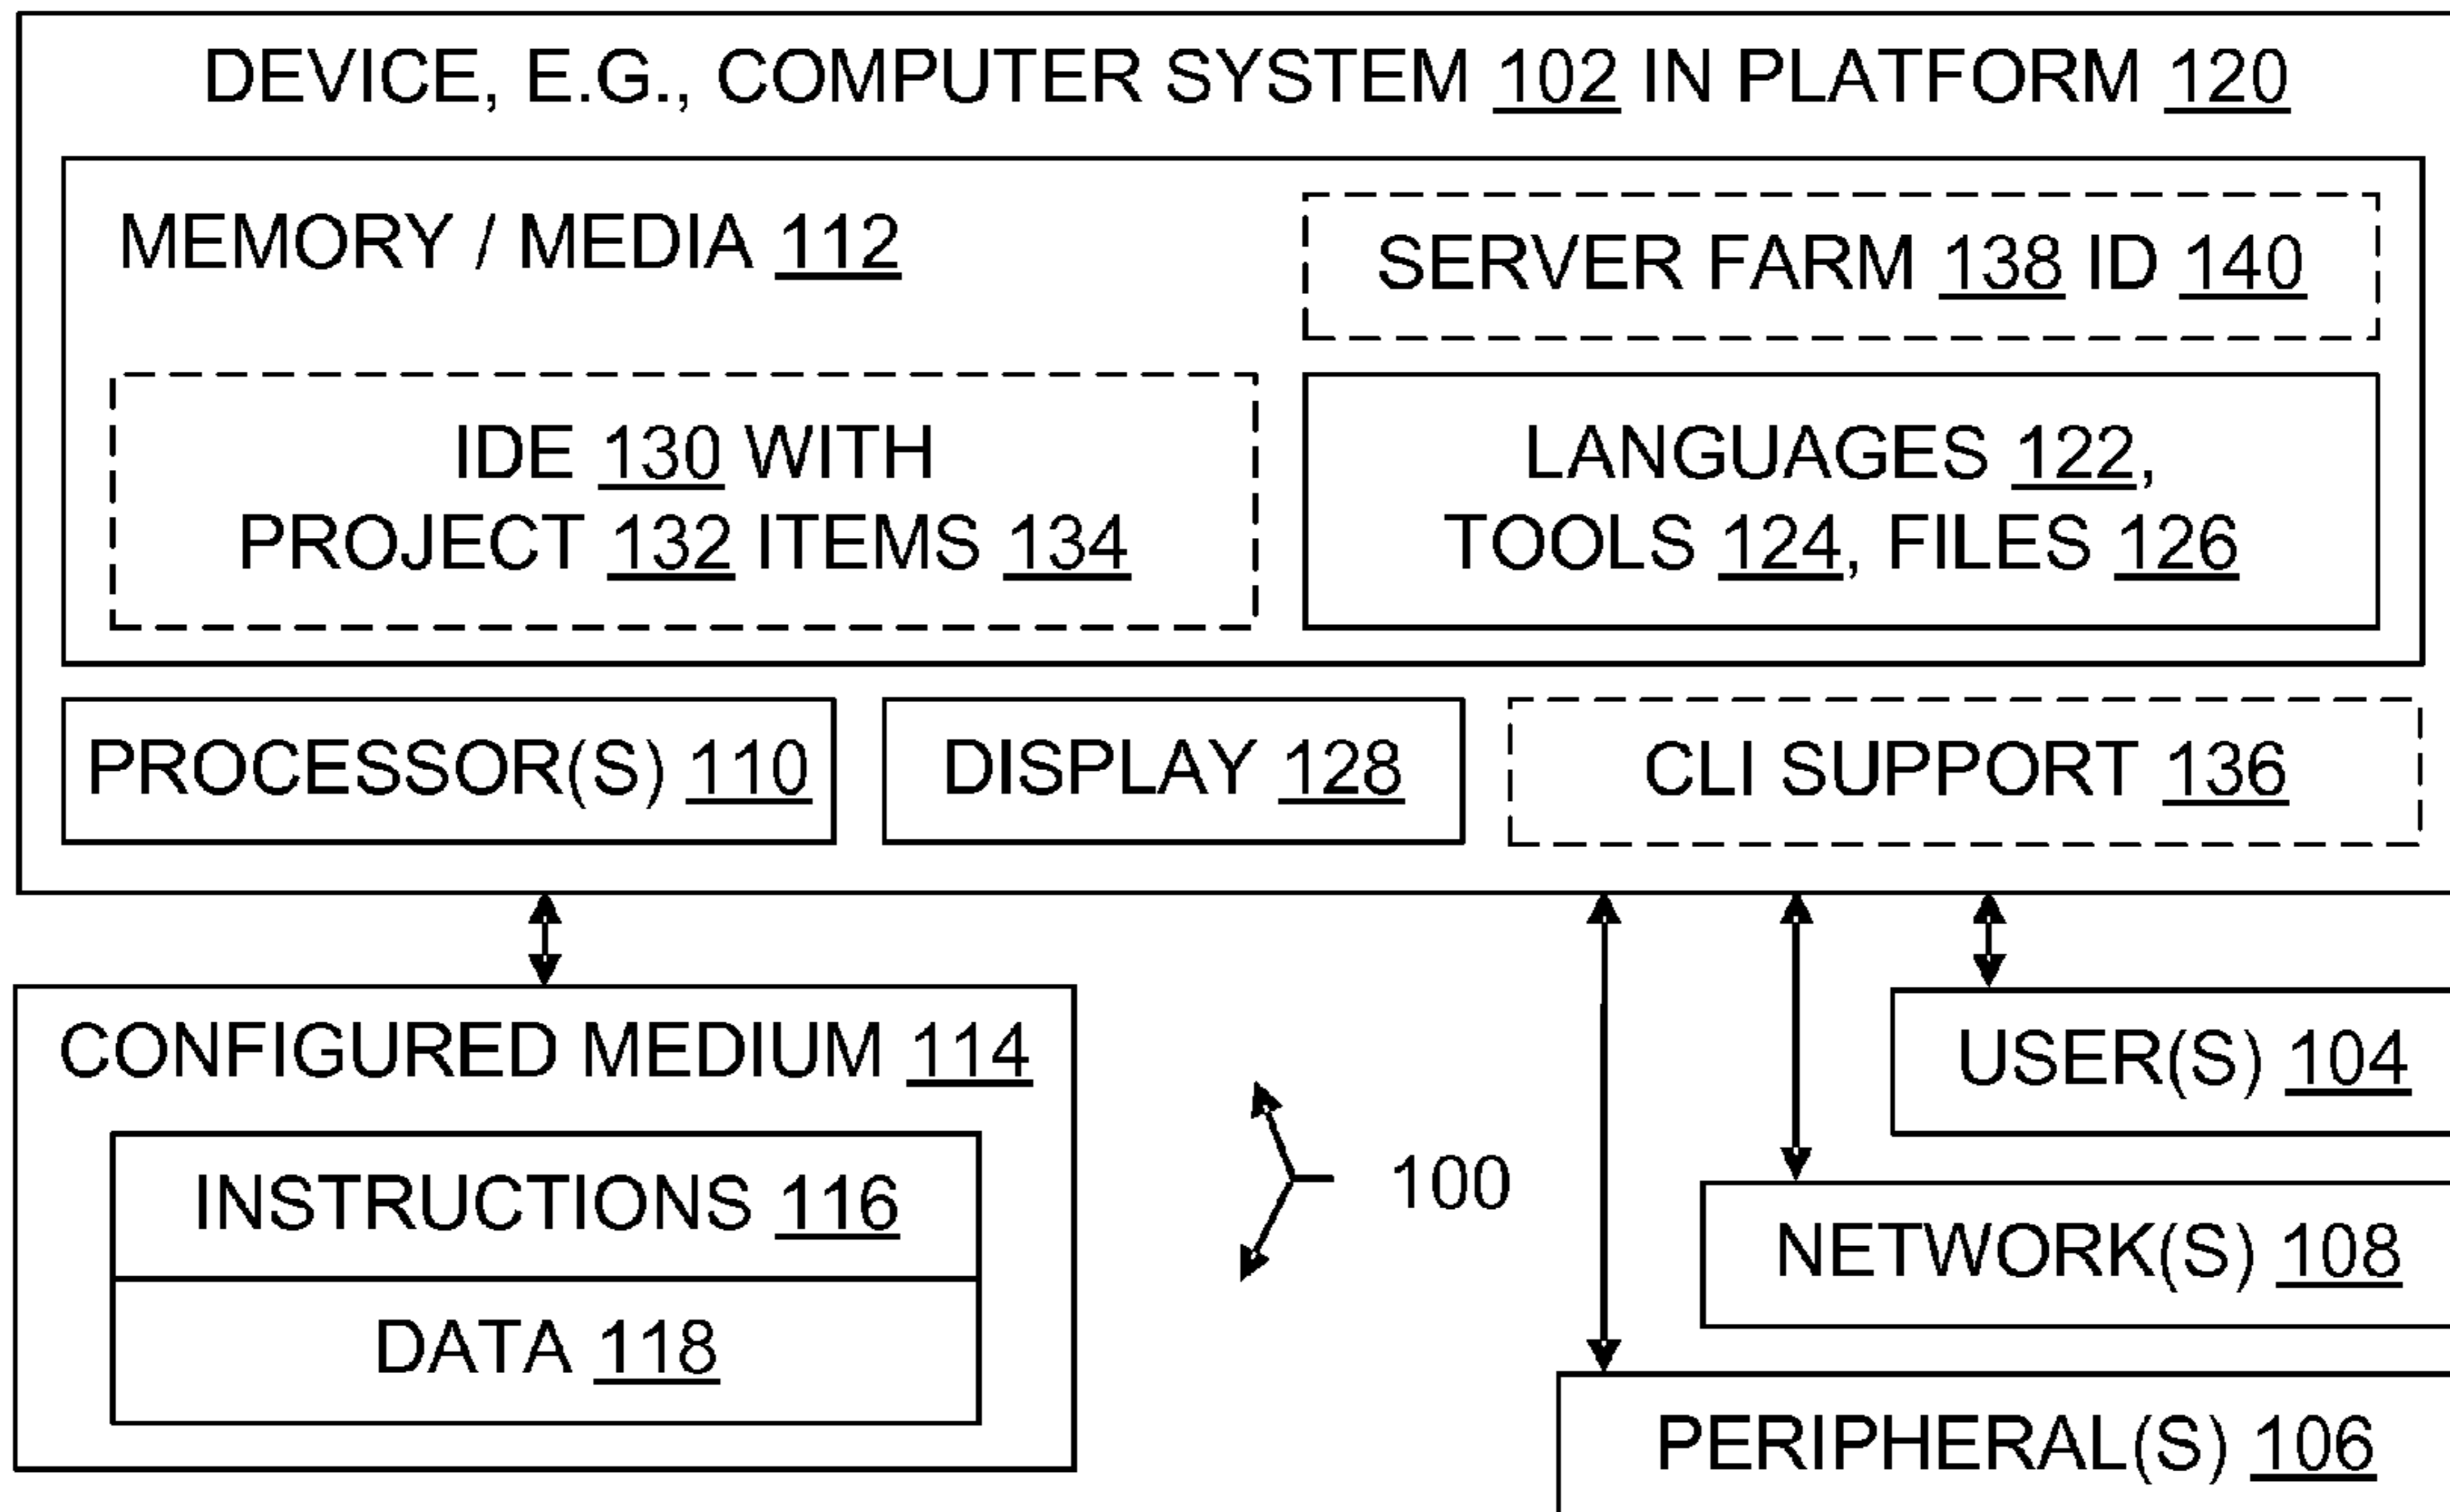 DEVICE, E.G., COMPUTER SYSTEM 102 IN PLATFORM 120
MEMORY / MEDIA 112
SERVER FARM 138 ID 140
IDE 130 WITH
PROJECT 132 ITEMS 134
LANGUAGES 122,
TOOLS 124, FILES 126
PROCESSOR(S) 110
DISPLAY 128
CLI SUPPORT 136
CONFIGURED MEDIUM 114
INSTRUCTIONS 116
DATA 118
100
USER(S) 104
NETWORK(S) 108
PERIPHERAL(S) 106